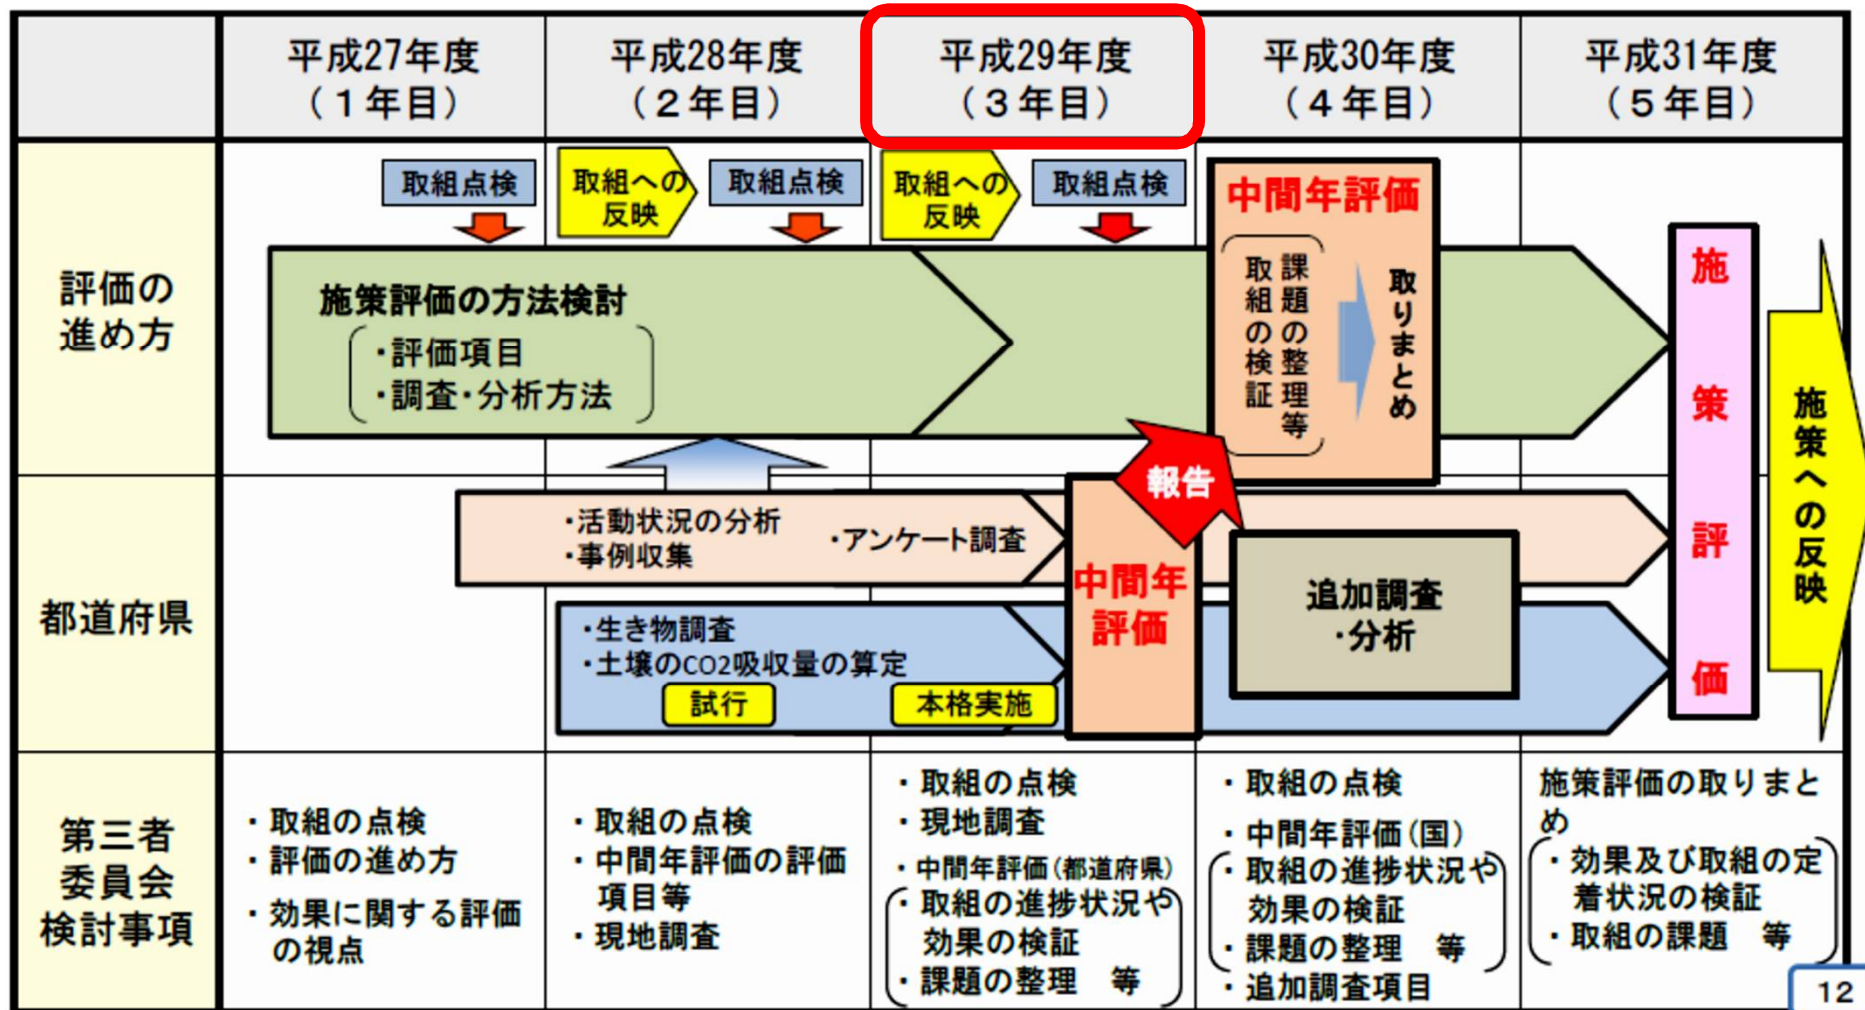 平成27年度
（１年目）
平成28年度
（２年目）
平成29年度
（３年目）
平成30年度
（４年目）
平成31年度
（５年目）
評価の
進め方
取組点検
取組への
反映
取組点検
取組への
反映
取組点検
施策評価の方法検討
・評価項目
・調査・分析方法
中間年評価
取組の検証
課題の整理等
取りまとめ
施策評価
施策への反映
都道府県
・活動状況の分析
・事例収集
・アンケート調査
報告
・生き物調査
・土壌のCO2吸収量の算定
試行
本格実施
中間年
評価
追加調査
・分析
第三者
委員会
検討事項
・取組の点検
・評価の進め方
・効果に関する評価
の視点
・取組の点検
・中間年評価の評価
項目等
・現地調査
・取組の点検
・現地調査
・中間年評価(都道府県)
・取組の進捗状況や
効果の検証
・課題の整理　等
・取組の点検
・中間年評価(国)
・取組の進捗状況や
効果の検証
・課題の整理　等
・追加調査項目
施策評価の取りまと
め
・効果及び取組の定
着状況の検証
・取組の課題　等
12